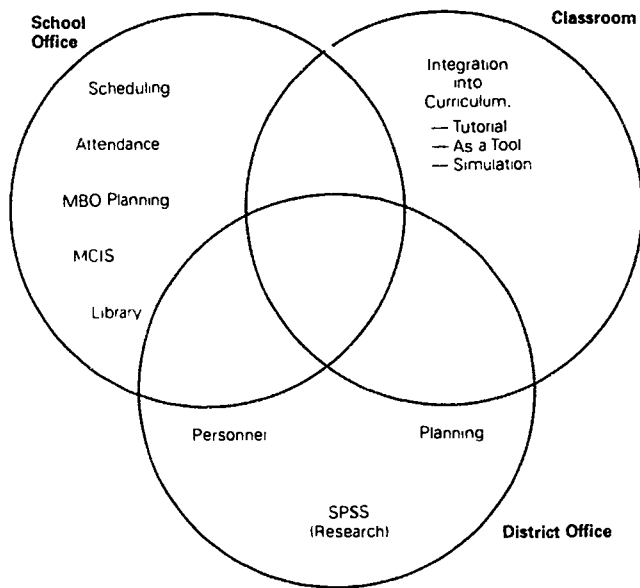 School
Office
Scheduling
Attendance
MBO Planning
MCIS
Library
Classroom
Integration
into
Curriculum.
— Tutorial
— As a Tool
— Simulation
Personnel
Planning
SPSS
(Research)
District Office